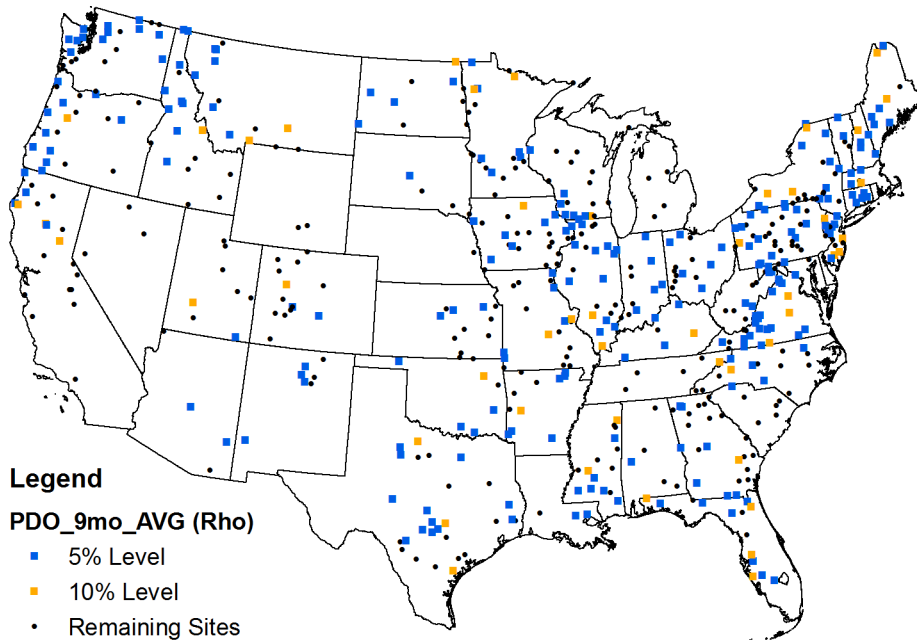 Legend
PDO_9mo_AVG (Rho)
5% Level
10% Level
Remaining Sites